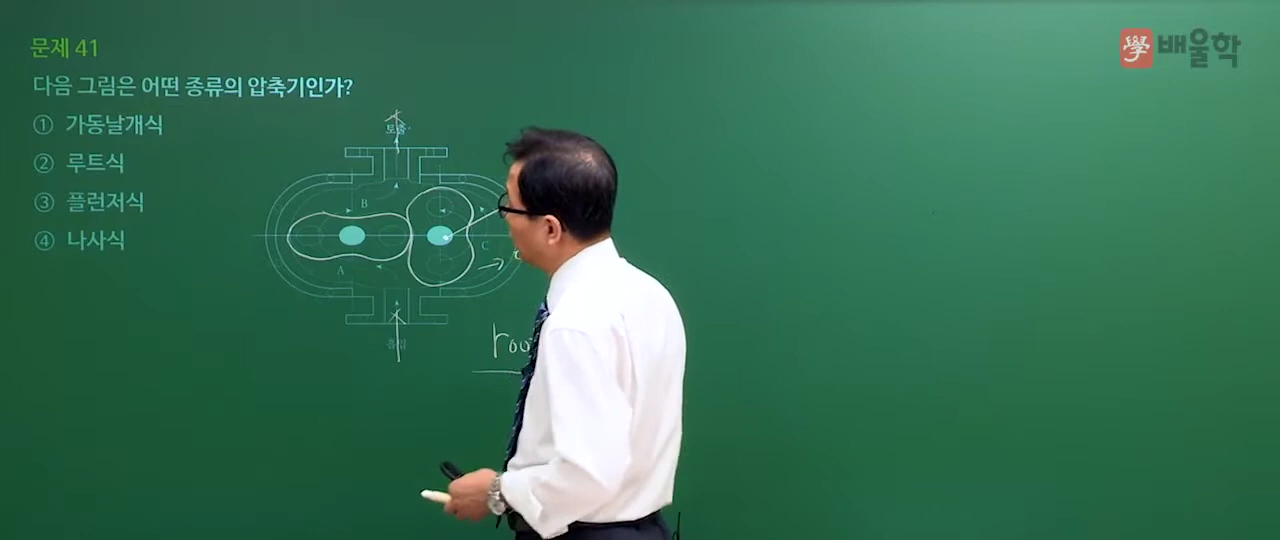 문제 41
學 배울학
다음 그림은 어떤 종류의 압축기인가?
① 가동날개식
② 루트식
③ 플런저식
④ 나사식
토출
B
C
A
흡입